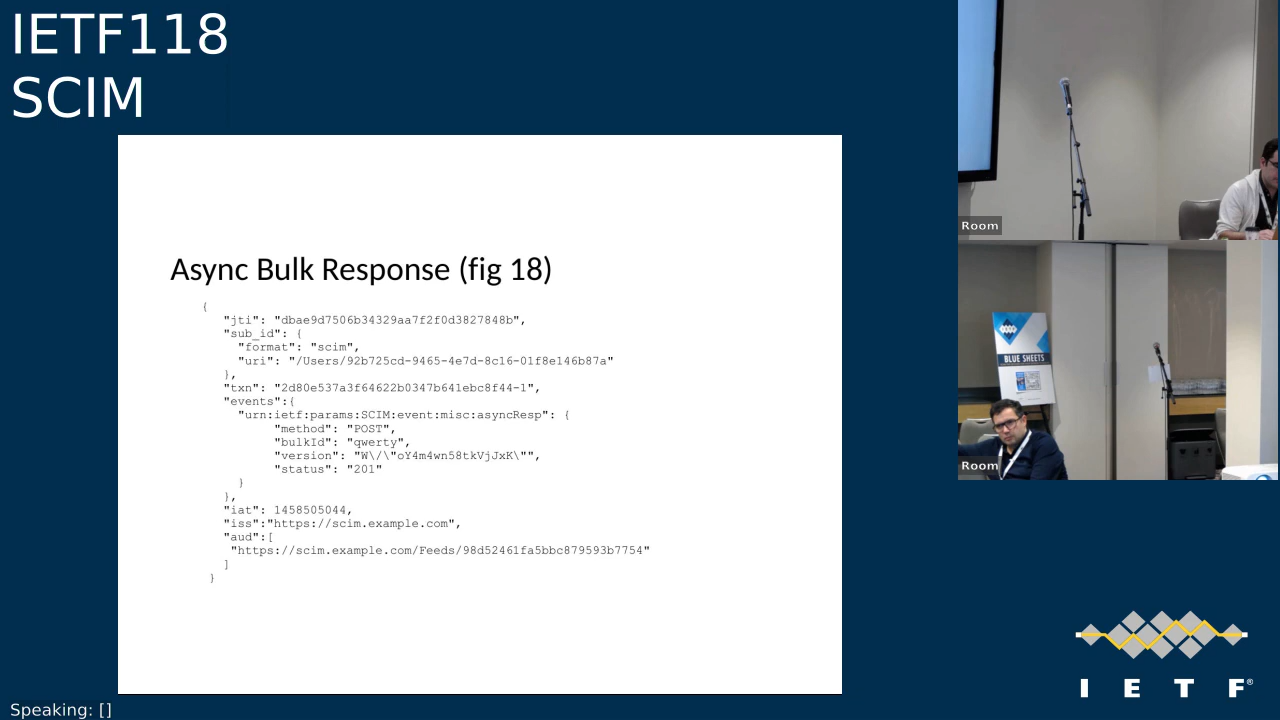 IETF118
SCIM
Async Bulk Response (fig 18)
{
"jti": "dbae9d7506b34329aa7f2f0d3827848b",
"sub_id": {
"format": "scim",
"uri": "/Users/92b725cd-9465-4e7d-8c16-01f8e146b87a"
},
"txn": "2d80e537a3f64622b0347b641ebc8f44-1",
"events":{
"urn:ietf:params:SCIM:event:misc:asyncResp": {
"method": "POST",
"bulkId": "qwerty",
"version": "W\/\"oY4m4wn58tkVjJxK\"",
"status": "201"
}
},
"iat": 1458505044,
"iss":"https://scim.example.com",
"aud":[
"https://scim.example.com/Feeds/98d52461fa5bbc879593b7754"
]
}
Room
BLUE SHEETS
Room
I E T F®
Speaking: []